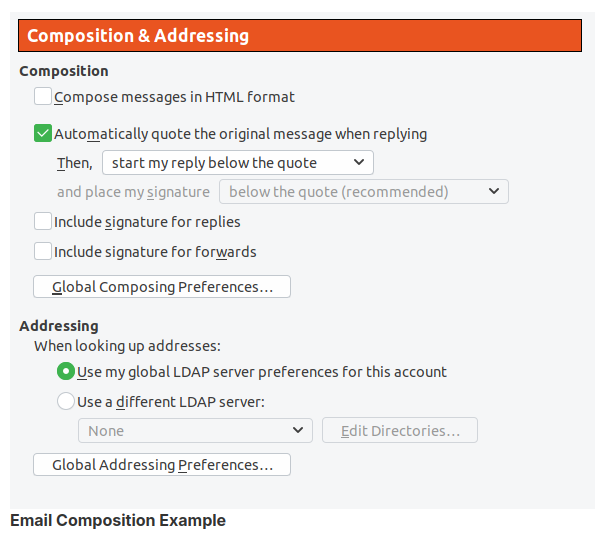 Composition & Addressing
Composition
Compose messages in HTML format
Automatically quote the original message when replying
Then, start my reply below the quote
and place my signature below the quote (recommended)
Include signature for replies
Include signature for forwards
Global Composing Preferences...
Addressing
When looking up addresses:
Use my global LDAP server preferences for this account
Use a different LDAP server:
None Edit Directories...
Global Addressing Preferences...
Email Composition Example